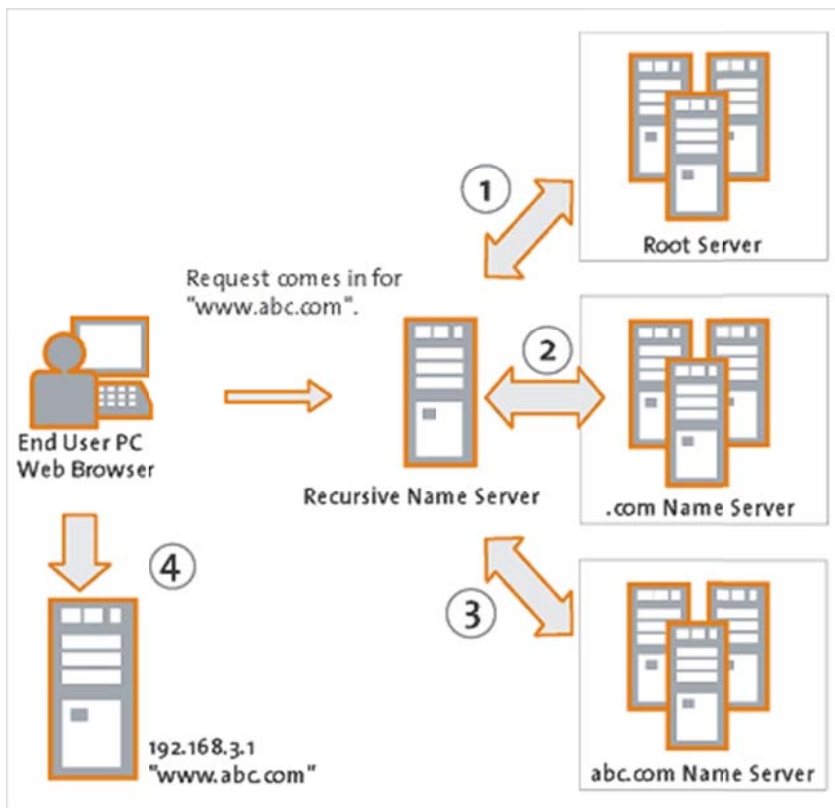 1
Root Server
Request comes in for
"www.abc.com".
2
End User PC
Web Browser
Recursive Name Server
.com Name Server
4
3
192.168.3.1
"www.abc.com"
abc.com Name Server